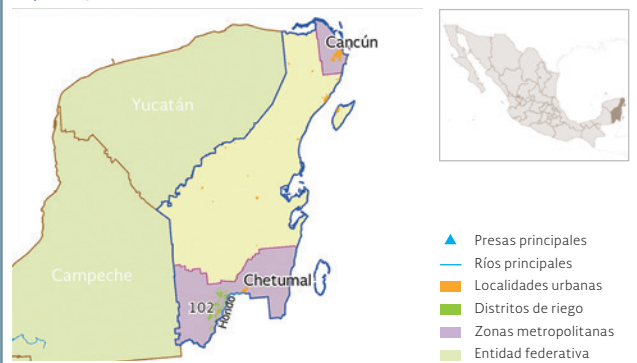 Cancún
Yucatán
Campeche
Chetumal
102
Hondo
Presas principales
Ríos principales
Localidades urbanas
Distritos de riego
Zonas metropolitanas
Entidad federativa